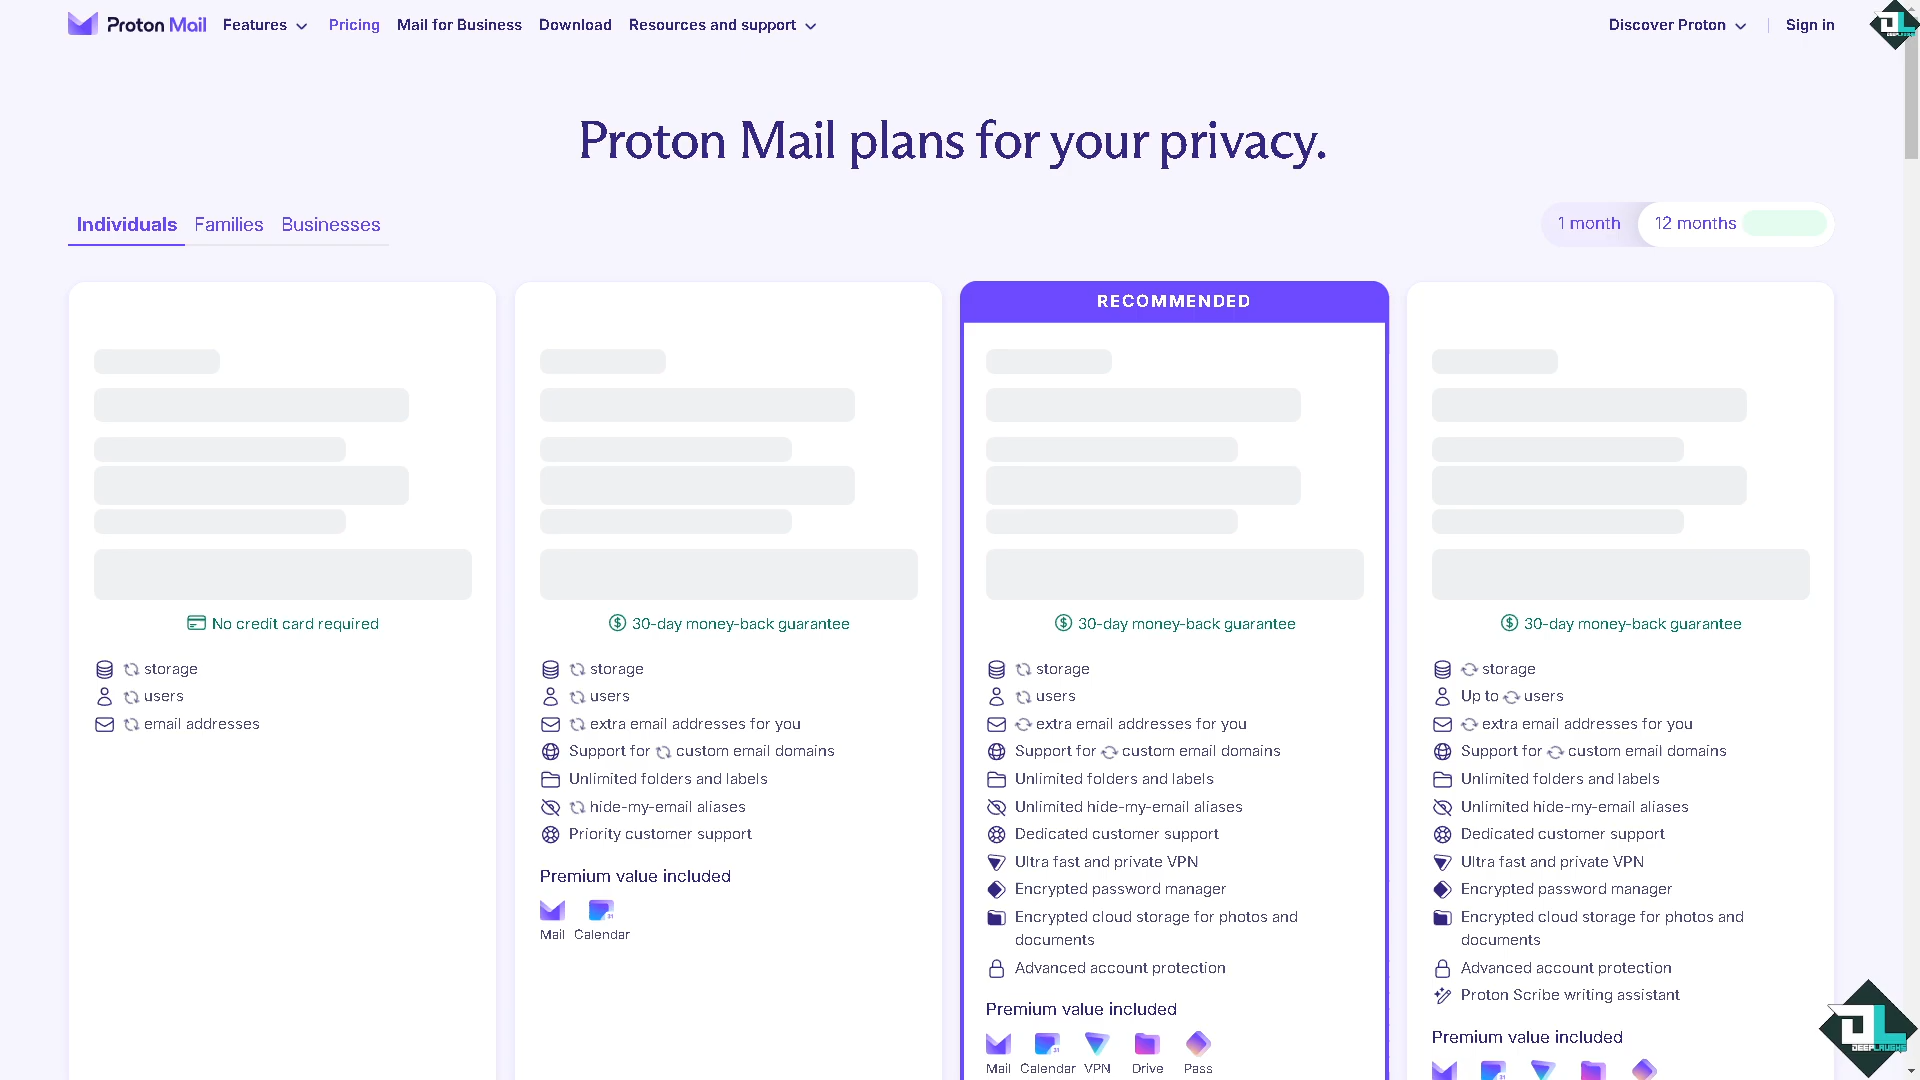 Proton Mail
Features
Pricing
Mail for Business
Download
Resources and support
Discover Proton
Sign in
DL
DEEPLAUGHS
Proton Mail plans for your privacy.
Individuals
Families
Businesses
1 month
12 months
No credit card required
storage
users
email addresses
30-day money-back guarantee
storage
users
extra email addresses for you
Support for custom email domains
Unlimited folders and labels
hide-my-email aliases
Priority customer support
Premium value included
Mail
Calendar
RECOMMENDED
30-day money-back guarantee
storage
users
extra email addresses for you
Support for custom email domains
Unlimited folders and labels
Unlimited hide-my-email aliases
Dedicated customer support
Ultra fast and private VPN
Encrypted password manager
Encrypted cloud storage for photos and
documents
Advanced account protection
Premium value included
Mail
Calendar
VPN
Drive
Pass
30-day money-back guarantee
storage
Up to users
extra email addresses for you
Support for custom email domains
Unlimited folders and labels
Unlimited hide-my-email aliases
Dedicated customer support
Ultra fast and private VPN
Encrypted password manager
Encrypted cloud storage for photos and
documents
Advanced account protection
Proton Scribe writing assistant
Premium value included
DL
DEEPLAUGHS